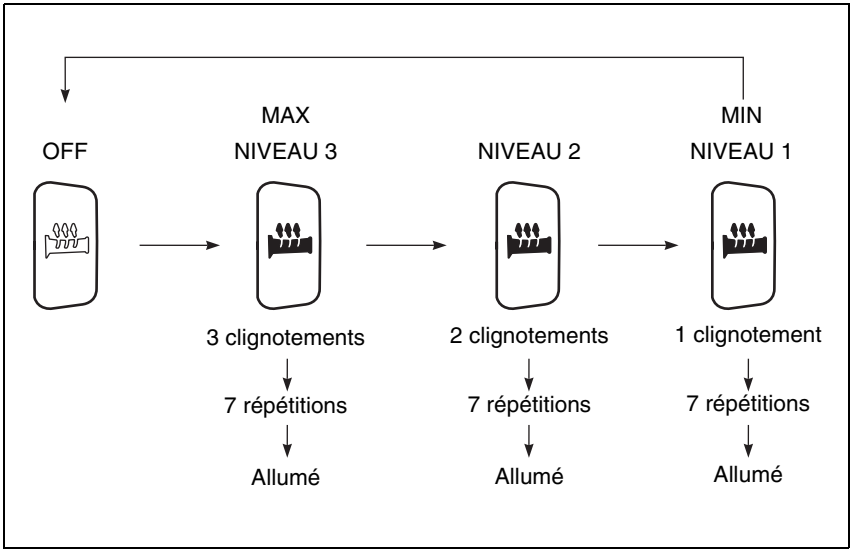 MAX
MIN
OFF
NIVEAU 3
NIVEAU 2
NIVEAU 1
3 clignotements
2 clignotements
1 clignotement
7 répétitions
7 répétitions
7 répétitions
Allumé
Allumé
Allumé